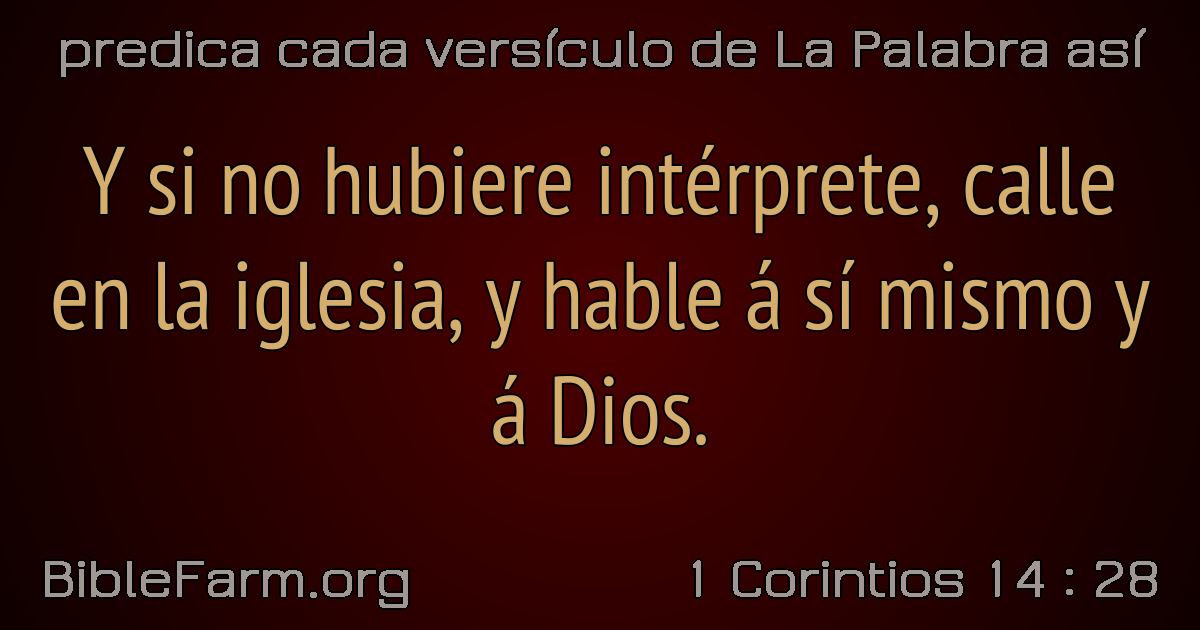 predica cada versículo de La Palabra así
Y si no hubiere intérprete, calle
en la iglesia, y hable á sí mismo y
á Dios.
BibleFarm.org
1 Corintios 14 : 28